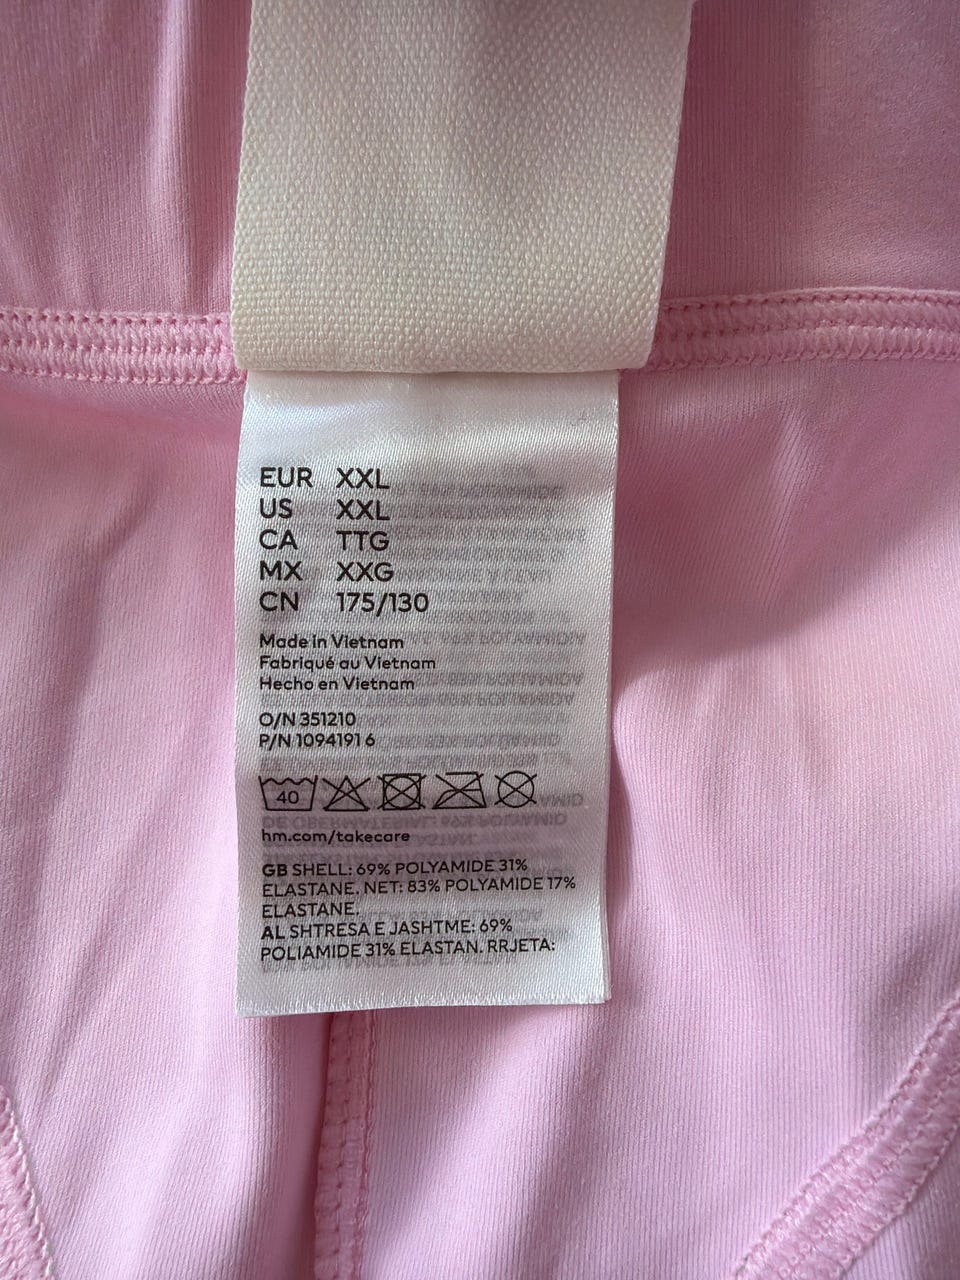 EUR XXL
US XXL
CA TTG
MX XXG
CN 175/130
Made in Vietnam
Fabriqué au Vietnam
Hecho en Vietnam
O/N 351210
P/N 1094191 6
40
hm.com/takecare
GB SHELL: 69% POLYAMIDE 31%
ELASTANE. NET: 83% POLYAMIDE 17%
ELASTANE.
AL SHTRESA E JASHTME: 69%
POLIAMIDE 31% ELASTAN. RRJETA: